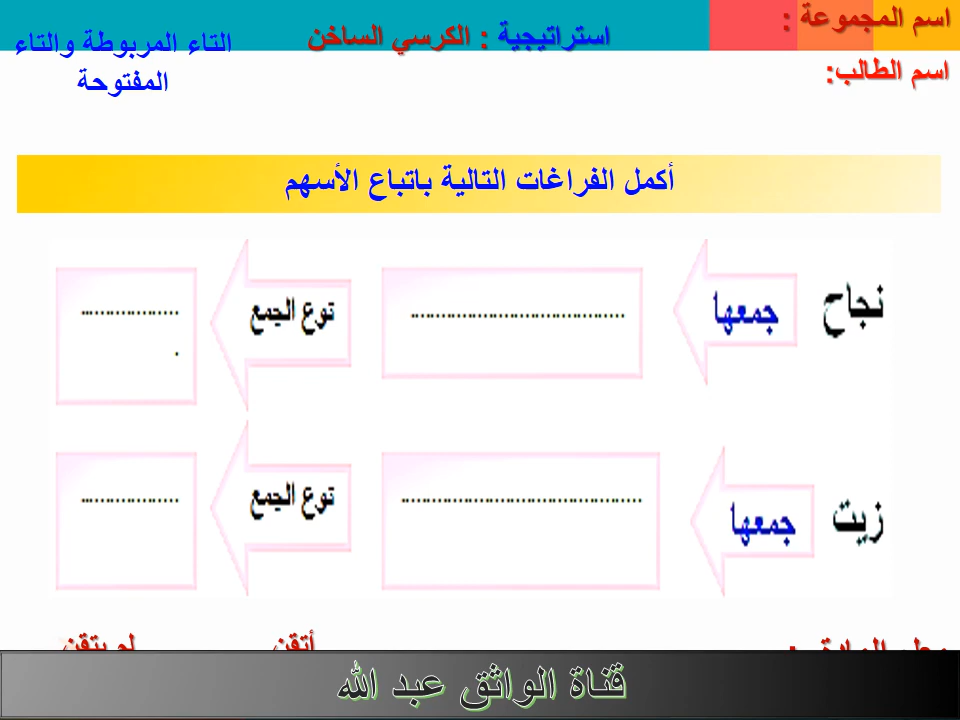 اسم المجموعة :
استراتيجية : الكرسي الساخن
التاء المربوطة والتاء
المفتوحة
اسم الطالب:
أكمل الفراغات التالية باتباع الأسهم
نجاح
جمعها
.......................................
نوع الجمع
..................
.
زيت
جمعها
............................................
نوع الجمع
..................
أتقن
لم يتقن
قناة الواثق عبد الله